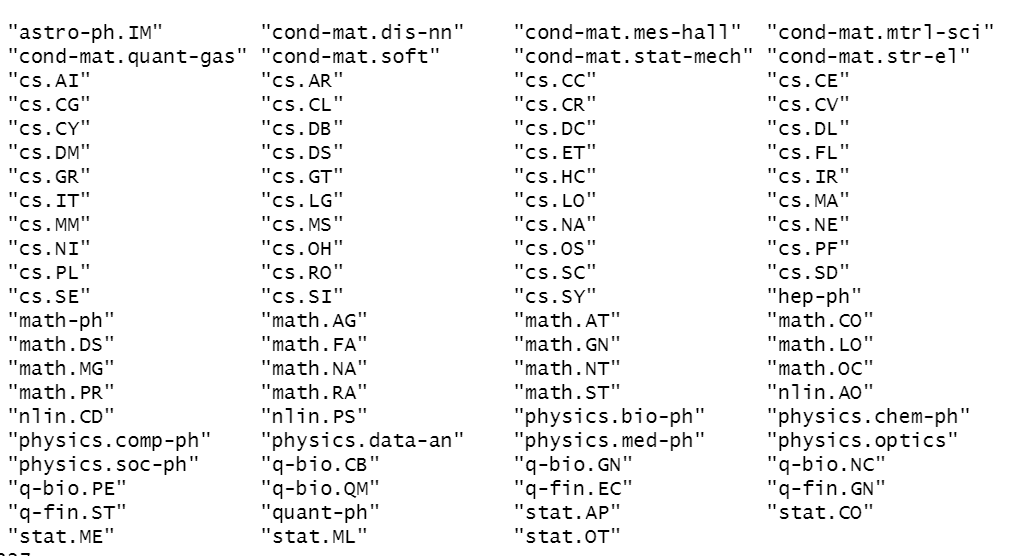 "astro-ph.IM" "cond-mat.dis-nn" "cond-mat.mes-hall" "cond-mat.mtrl-sci"
"cond-mat.quant-gas" "cond-mat.soft" "cond-mat.stat-mech" "cond-mat.str-el"
"cs.AI" "cs.AR" "cs.CC" "cs.CE"
"cs.CG" "cs.CL" "cs.CR" "cs.CV"
"cs.CY" "cs.DB" "cs.DC" "cs.DL"
"cs.DM" "cs.DS" "cs.ET" "cs.FL"
"cs.GR" "cs.GT" "cs.HC" "cs.IR"
"cs.IT" "cs.LG" "cs.LO" "cs.MA"
"cs.MM" "cs.MS" "cs.NA" "cs.NE"
"cs.NI" "cs.OH" "cs.OS" "cs.PF"
"cs.PL" "cs.RO" "cs.SC" "cs.SD"
"cs.SE" "cs.SI" "cs.SY" "hep-ph"
"math-ph" "math.AG" "math.AT" "math.CO"
"math.DS" "math.FA" "math.GN" "math.LO"
"math.MG" "math.NA" "math.NT" "math.OC"
"math.PR" "math.RA" "math.ST" "nlin.AO"
"nlin.CD" "nlin.PS" "physics.bio-ph" "physics.chem-ph"
"physics.comp-ph" "physics.data-an" "physics.med-ph" "physics.optics"
"physics.soc-ph" "q-bio.CB" "q-bio.GN" "q-bio.NC"
"q-bio.PE" "q-bio.QM" "q-fin.EC" "q-fin.GN"
"q-fin.ST" "quant-ph" "stat.AP" "stat.CO"
"stat.ME" "stat.ML" "stat.OT"